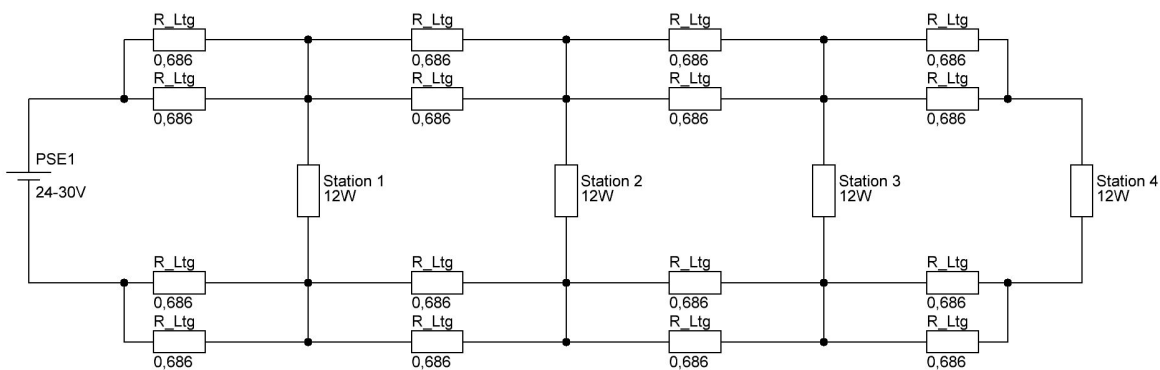 R_Ltg R_Ltg R_Ltg R_Ltg
0,686 0,686 0,686 0,686
R_Ltg R_Ltg R_Ltg R_Ltg
0,686 0,686 0,686 0,686
PSE1
24-30V
Station 1
12W
Station 2
12W
Station 3
12W
Station 4
12W
R_Ltg R_Ltg R_Ltg R_Ltg
0,686 0,686 0,686 0,686
R_Ltg R_Ltg R_Ltg R_Ltg
0,686 0,686 0,686 0,686